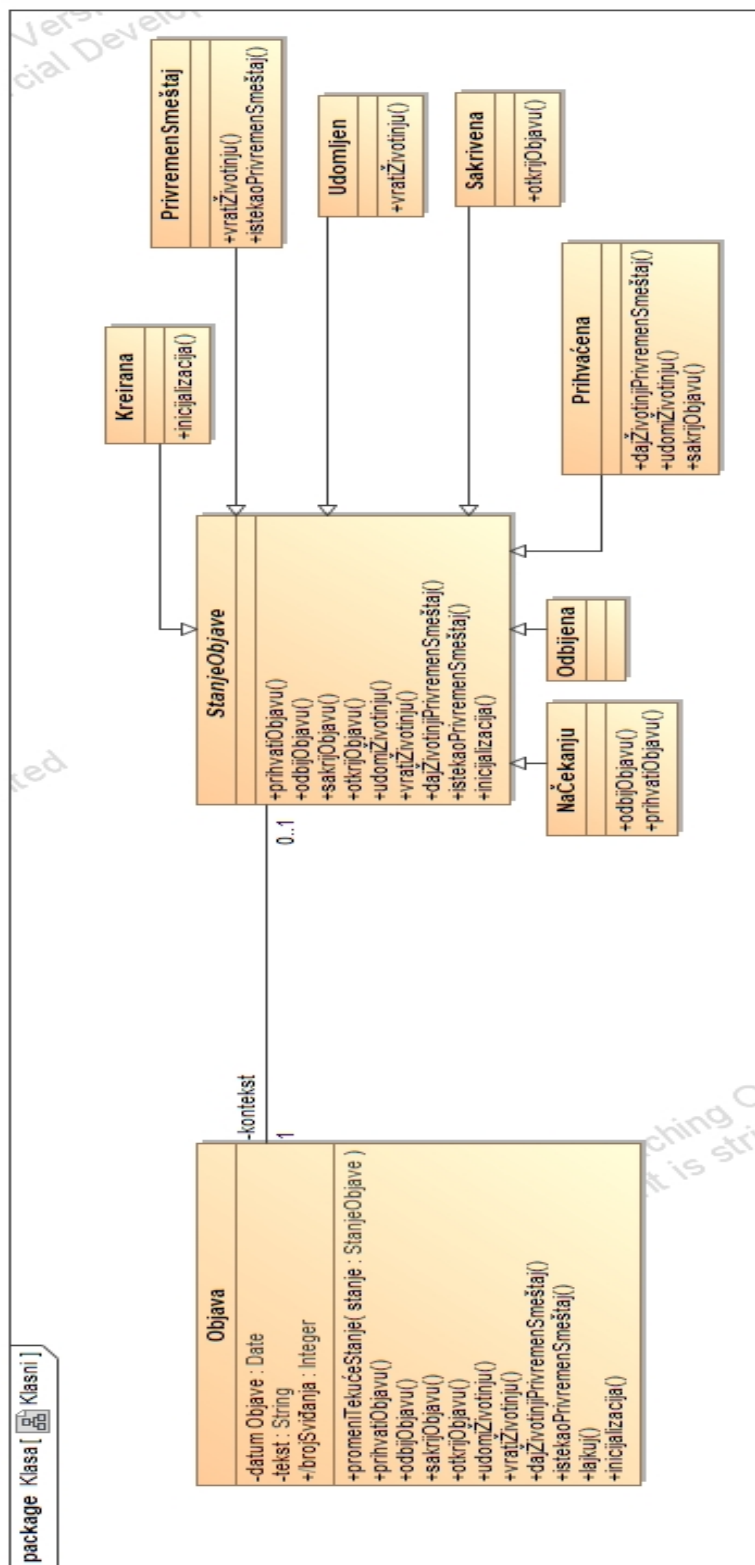 package Klasa [ Klasni ]
Objava
-datum Objave : Date
-tekst : String
+/brojSviđanja : Integer
+promeniTekućeStanje( stanje : StanjeObjave )
+prihvatiObjavu()
+odbijObjavu()
+sakrijObjavu()
+otkrijObjavu()
+udomiŽivotinju()
+vratiŽivotinju()
+dajŽivotinjiPrivremenSmeštaj()
+istekaoPrivremenSmeštaj()
+lajkuj()
+inicijalizacija()
-kontekst
1
0..1
StanjeObjave
+prihvatiObjavu()
+odbijObjavu()
+sakrijObjavu()
+otkrijObjavu()
+udomiŽivotinju()
+vratiŽivotinju()
+dajŽivotinjiPrivremenSmeštaj()
+istekaoPrivremenSmeštaj()
+inicijalizacija()
Kreirana
+inicijalizacija()
PrivremenSmeštaj
+vratiŽivotinju()
+istekaoPrivremenSmeštaj()
Udomljen
+vratiŽivotinju()
Sakrivena
+otkrijObjavu()
NaČekanju
+odbijObjavu()
+prihvatiObjavu()
Odbijena
Prihvaćena
+dajŽivotinjiPrivremenSmeštaj()
+udomiŽivotinju()
+sakrijObjavu()